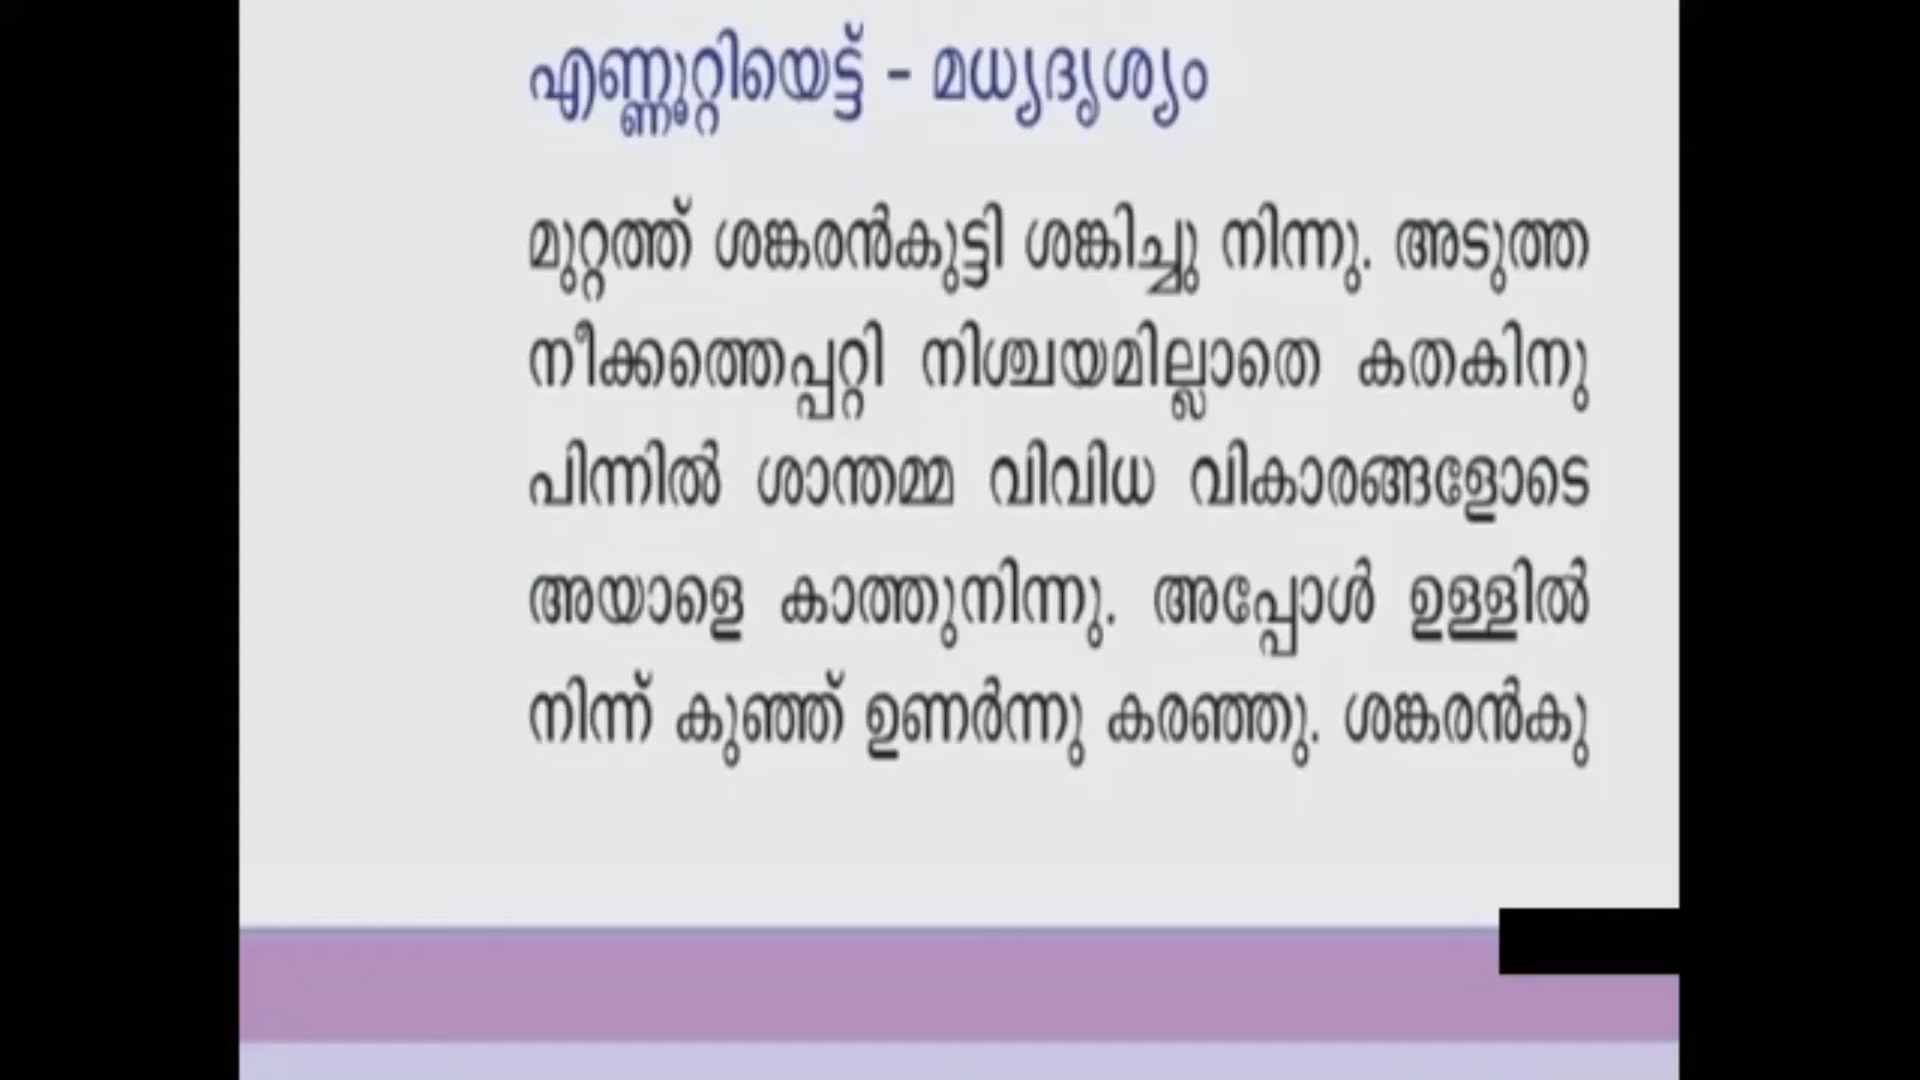 എണ്ണൂറ്റിയെട്ട് - മധ്യദൃശ്യം
മുറ്റത്ത് ശങ്കരൻകുട്ടി ശങ്കിച്ചു നിന്നു. അടുത്ത
നീക്കത്തെപ്പറ്റി നിശ്ചയമില്ലാതെ കതകിനു
പിന്നിൽ ശാന്തമ്മ വിവിധ വികാരങ്ങളോടെ
അയാളെ കാത്തുനിന്നു. അപ്പോൾ ഉള്ളിൽ
നിന്ന് കുഞ്ഞ് ഉണർന്നു കരഞ്ഞു. ശങ്കരൻകു